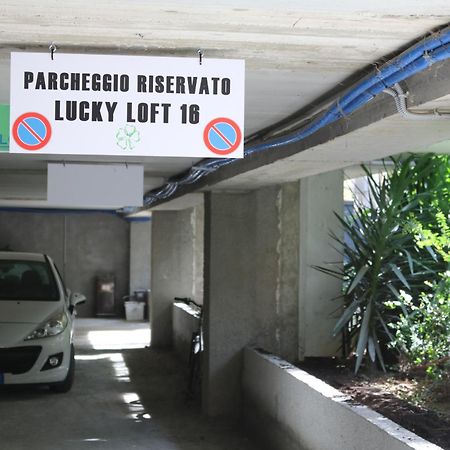 PARCHEGGIO RISERVATO
LUCKY LOFT 16